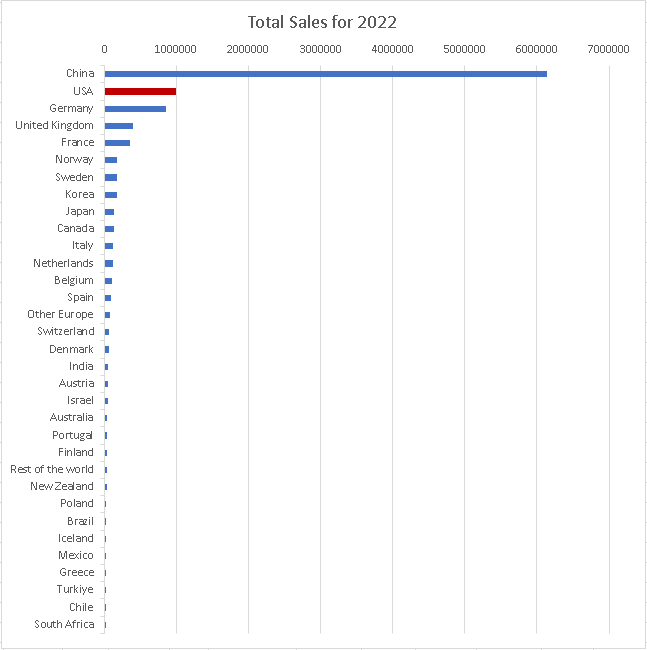 Total Sales for 2022
0 1000000 2000000 3000000 4000000 5000000 6000000 7000000
China
USA
Germany
United Kingdom
France
Norway
Sweden
Korea
Japan
Canada
Italy
Netherlands
Belgium
Spain
Other Europe
Switzerland
Denmark
India
Austria
Israel
Australia
Portugal
Finland
Rest of the world
New Zealand
Poland
Brazil
Iceland
Mexico
Greece
Turkiye
Chile
South Africa